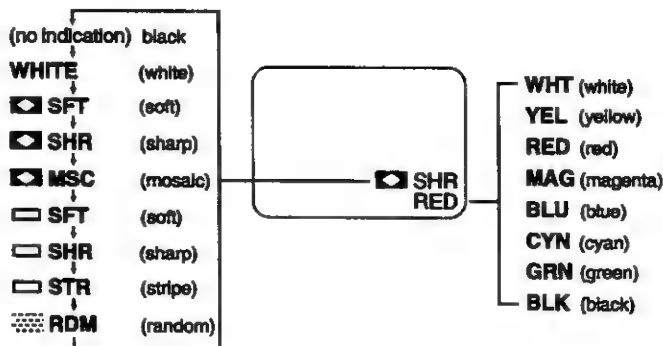 (no indication) black
WHITE (white)
SFT (soft)
SHR (sharp)
MSC (mosaic)
SFT (soft)
SHR (sharp)
STR (stripe)
RDM (random)
SHR
RED
WHT (white)
YEL (yellow)
RED (red)
MAG (magenta)
BLU (blue)
CYN (cyan)
GRN (green)
BLK (black)